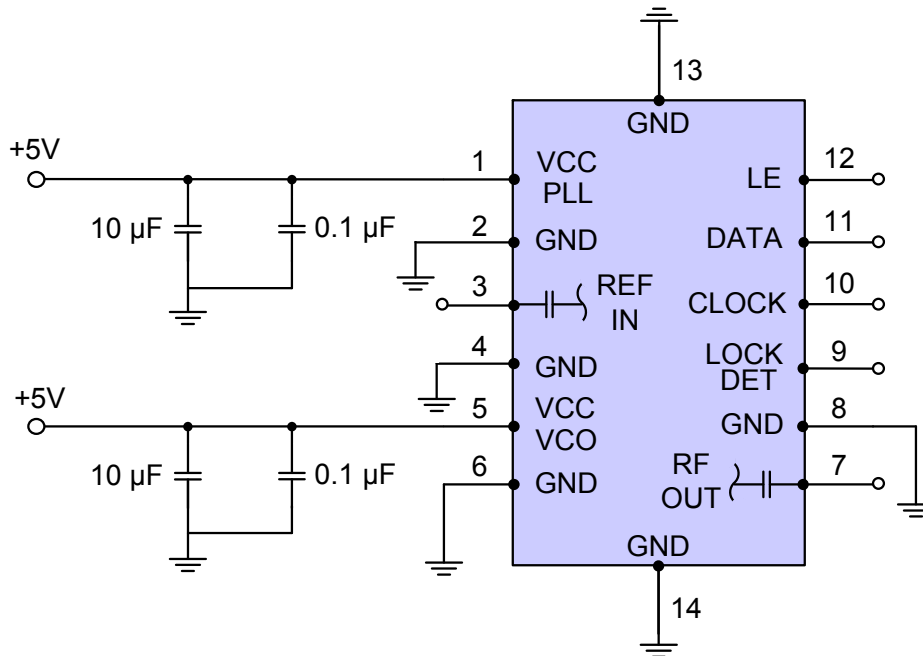 13
GND
+5V
1
VCC
PLL
10 µF
0.1 µF
2
GND
3
REF
IN
4
GND
+5V
5
VCC
VCO
10 µF
0.1 µF
6
GND
12
LE
11
DATA
10
CLOCK
9
LOCK
DET
8
GND
7
RF
OUT
GND
14